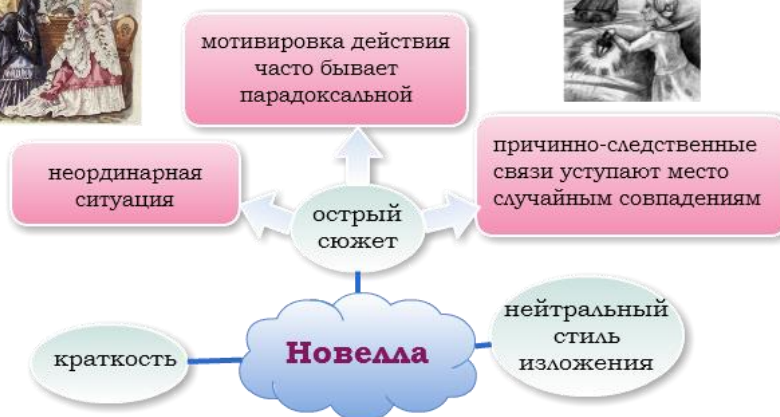 мотивировка действия
часто бывает
парадоксальной
неординарная
ситуация
причинно-следственные
связи уступают место
случайным совпадениям
острый
сюжет
краткость
Новелла
нейтральный
стиль
изложения